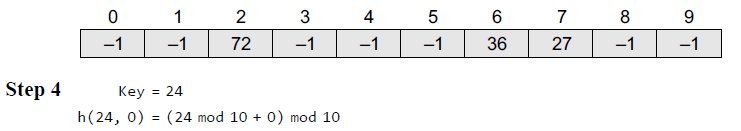 0 1 2 3 4 5 6 7 8 9
–1 –1 72 –1 –1 –1 36 27 –1 –1
Step 4 Key = 24
h(24, 0) = (24 mod 10 + 0) mod 10